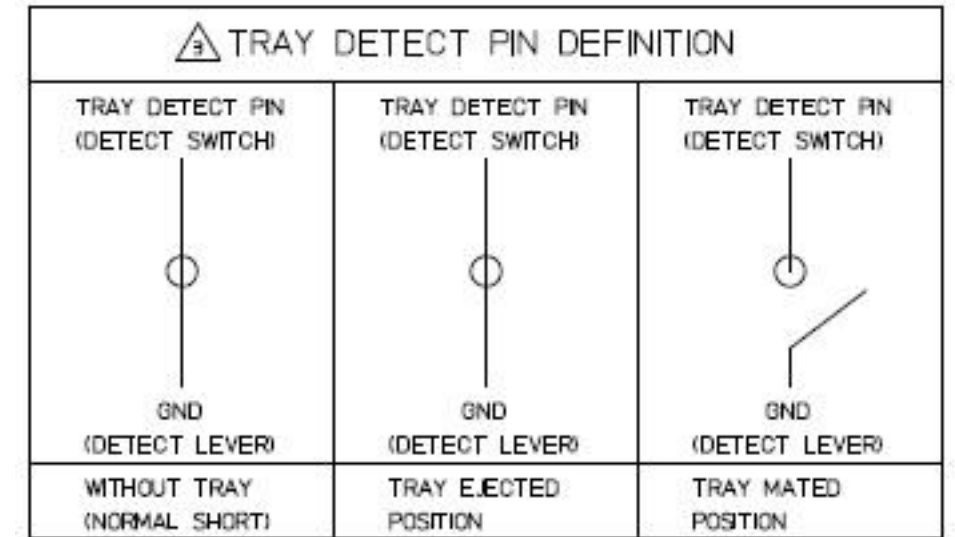 3 TRAY DETECT PIN DEFINITION
TRAY DETECT PIN
(DETECT SWITCH)
GND
(DETECT LEVER)
WITHOUT TRAY
(NORMAL SHORT)
TRAY DETECT PIN
(DETECT SWITCH)
GND
(DETECT LEVER)
TRAY EJECTED
POSITION
TRAY DETECT PIN
(DETECT SWITCH)
GND
(DETECT LEVER)
TRAY MATED
POSITION